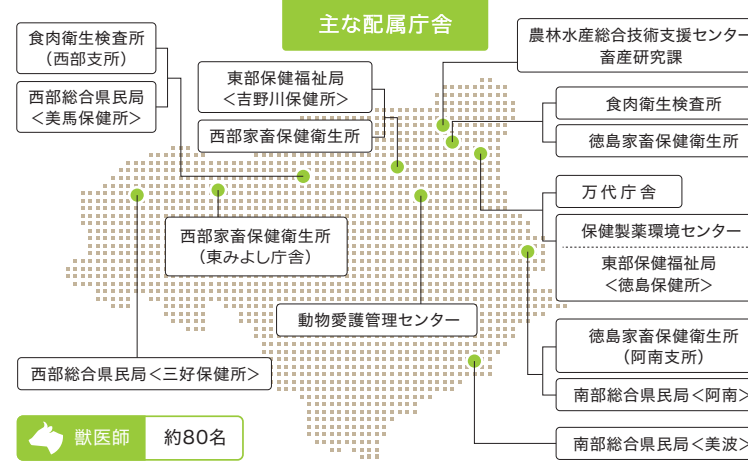 主な配属庁舎
食肉衛生検査所
（西部支所）
西部総合県民局
＜美馬保健所＞
東部保健福祉局
＜吉野川保健所＞
西部家畜保健衛生所
農林水産総合技術支援センター
畜産研究課
食肉衛生検査所
徳島家畜保健衛生所
万代庁舎
保健製薬環境センター
東部保健福祉局
＜徳島保健所＞
西部家畜保健衛生所
（東みよし庁舎）
動物愛護管理センター
徳島家畜保健衛生所
（阿南支所）
西部総合県民局＜三好保健所＞
南部総合県民局＜阿南＞
南部総合県民局＜美波＞
獣医師 約80名